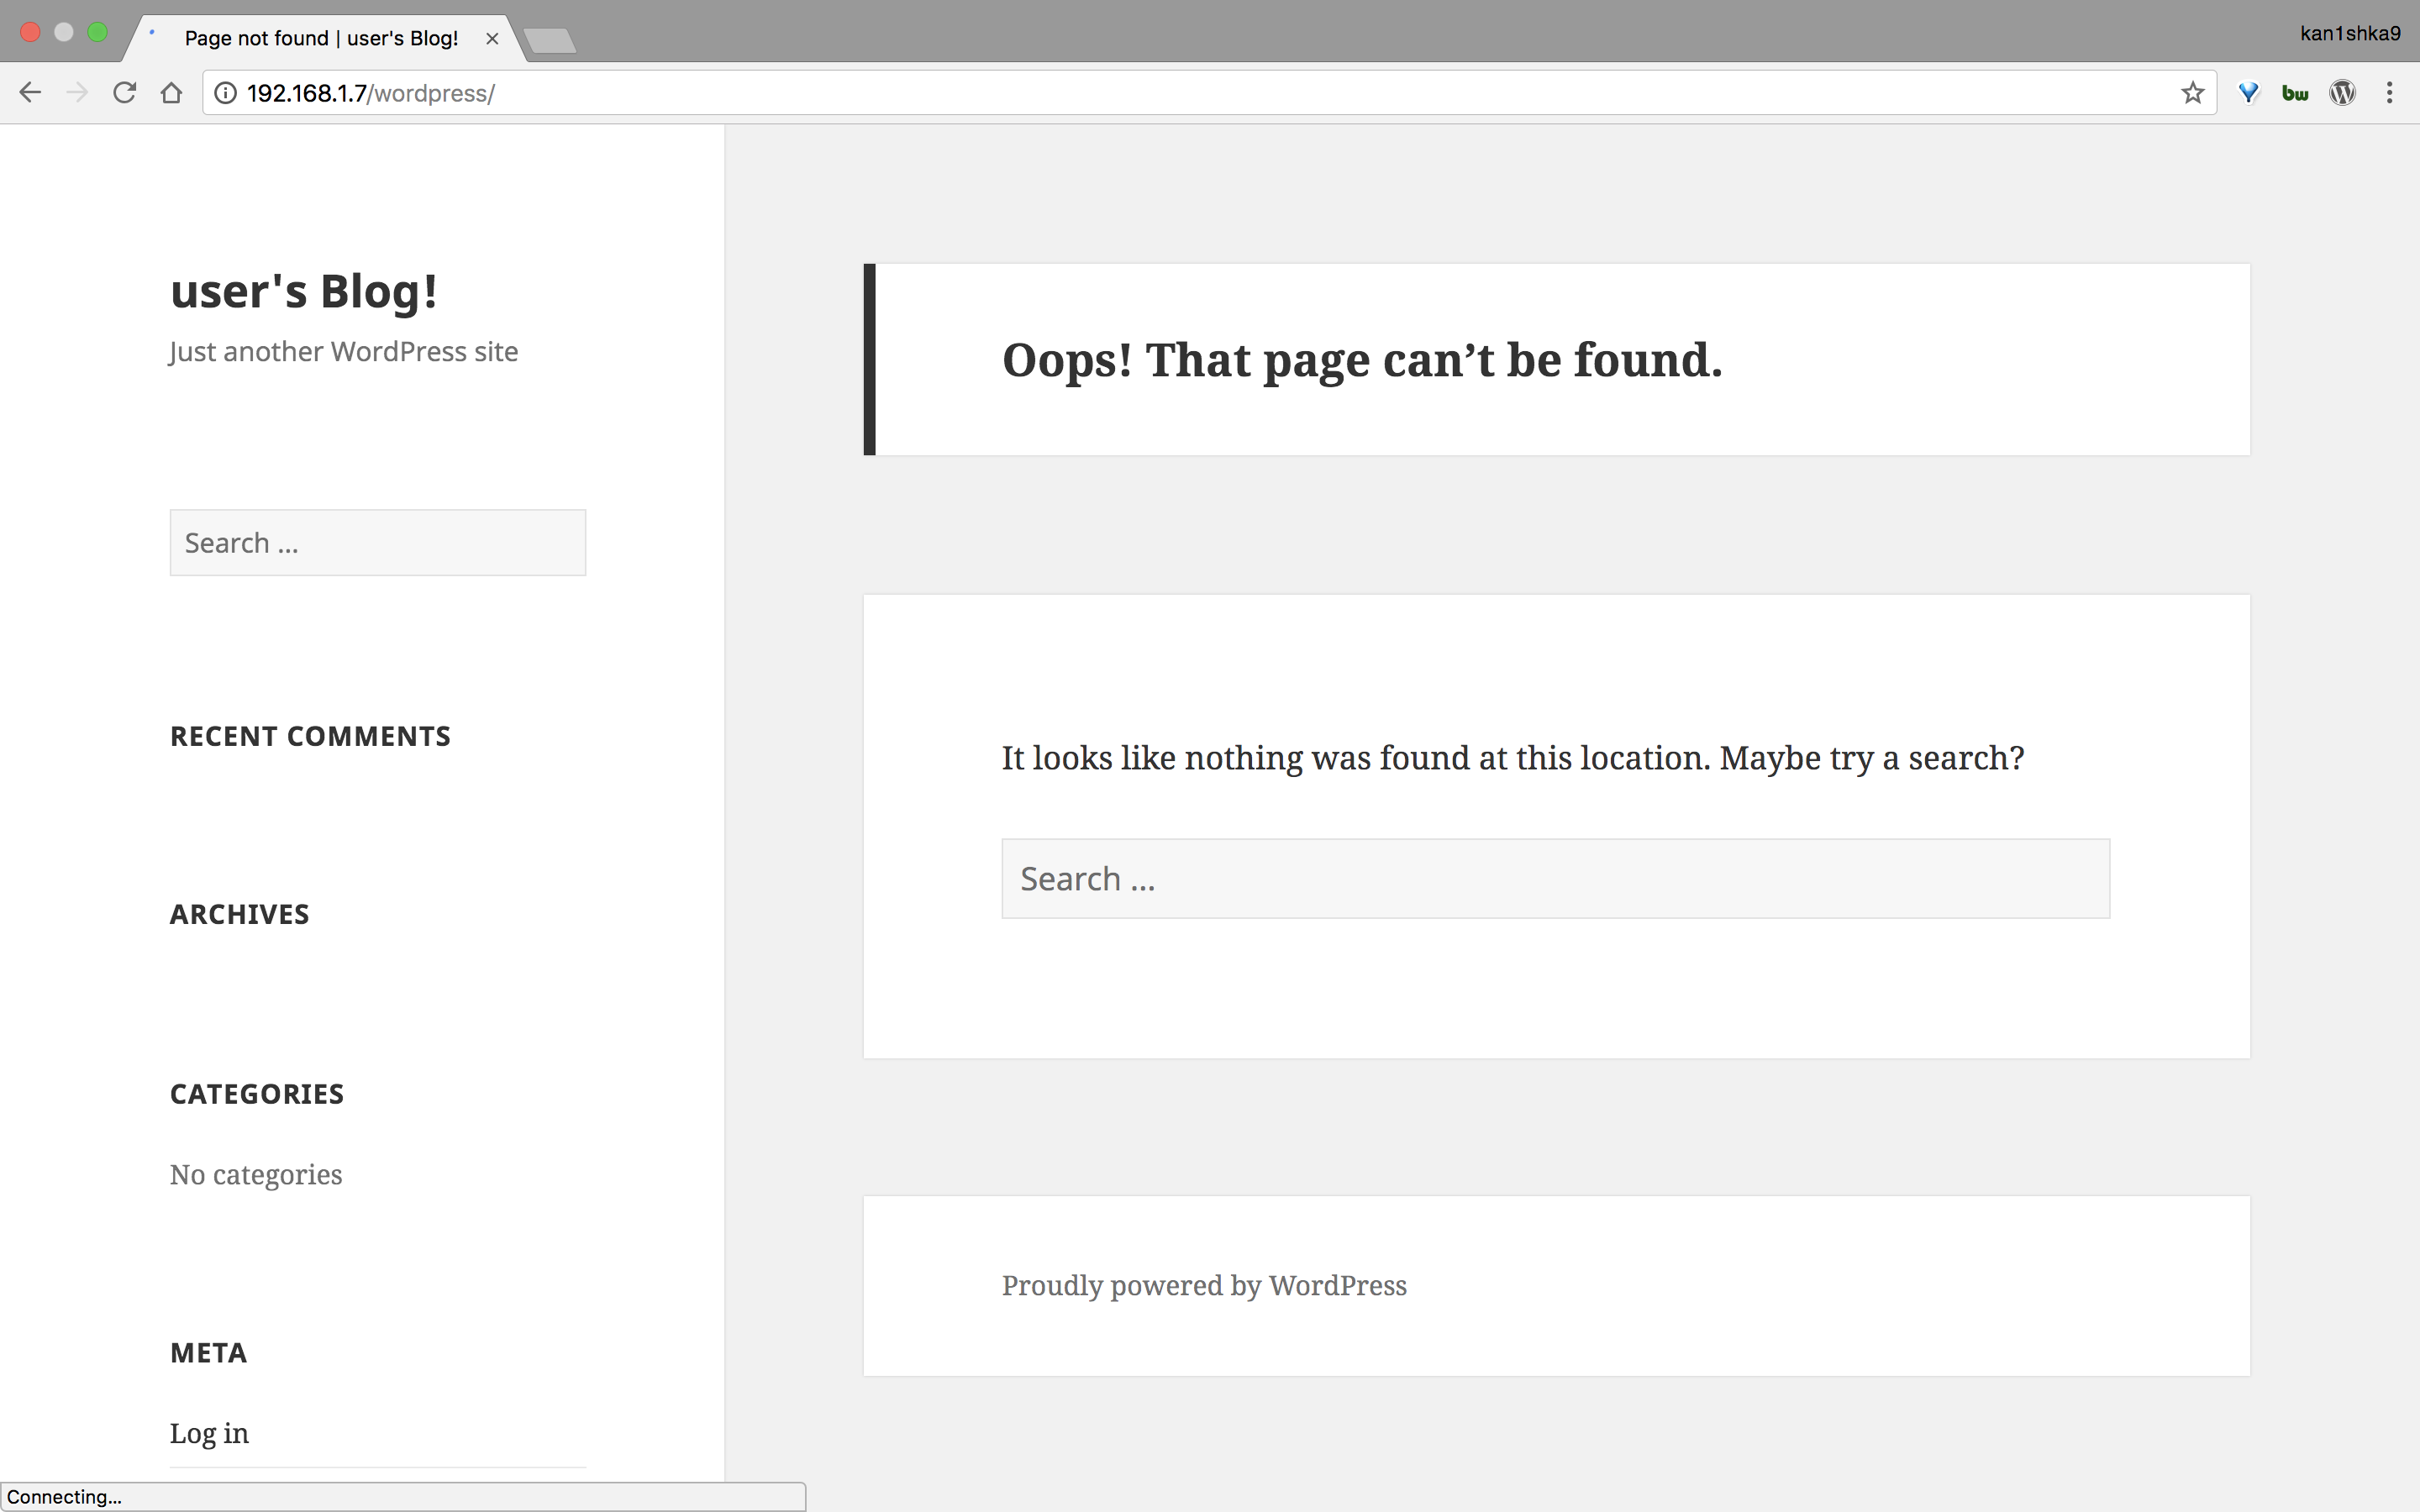 Page not found | user's Blog!
kan1shka9
192.168.1.7/wordpress/
bw
user's Blog!
Just another WordPress site
Search ...
RECENT COMMENTS
ARCHIVES
CATEGORIES
No categories
META
Log in
Oops! That page can’t be found.
It looks like nothing was found at this location. Maybe try a search?
Search ...
Proudly powered by WordPress
Connecting...